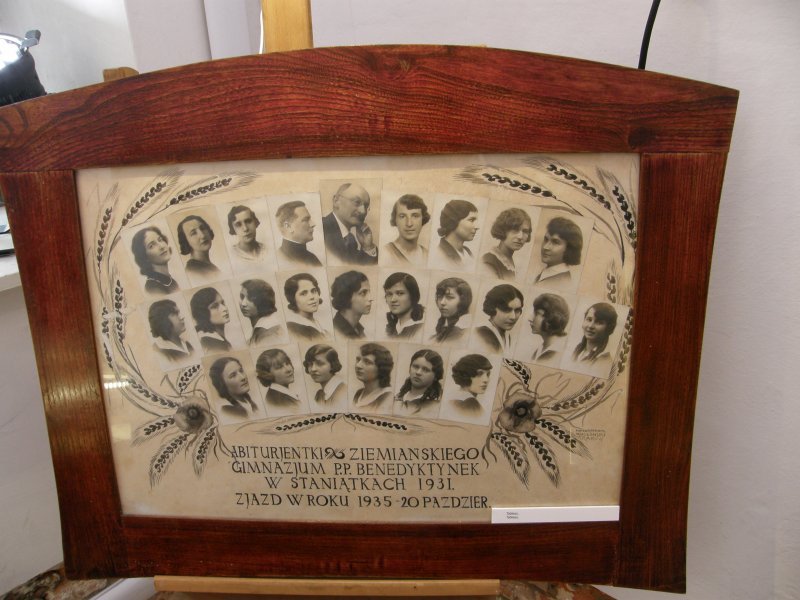 ABITURJENTKI ZIEMIAŃSKIEGO
GIMNAZJUM P.P. BENEDYKTYNEK
W STANIĄTKACH 1931.
ZJAZD W ROKU 1935-20 PAŹDZIER.